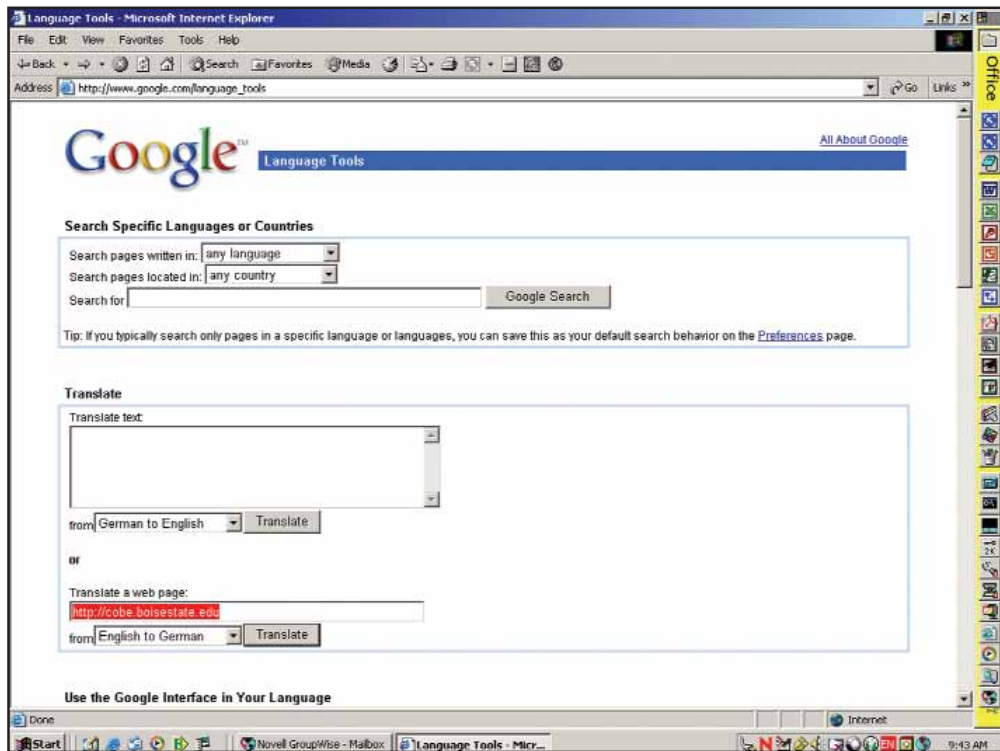 Language Tools - Microsoft Internet Explorer
File Edit View Favorites Tools Help
Back Search Favorites Media
Address http://www.google.com/language_tools Go Links »
Office
Google™ Language Tools
All About Google
Search Specific Languages or Countries
Search pages written in: any language
Search pages located in: any country
Search for Google Search
Tip: If you typically search only pages in a specific language or languages, you can save this as your default search behavior on the Preferences page.
Translate
Translate text:
from German to English Translate
or
Translate a web page:
http://cobe.boisestate.edu
from English to German Translate
Use the Google Interface in Your Language
Done Internet
Start Novell GroupWise - Mailbox Language Tools - Micr... EN 9:43 AM